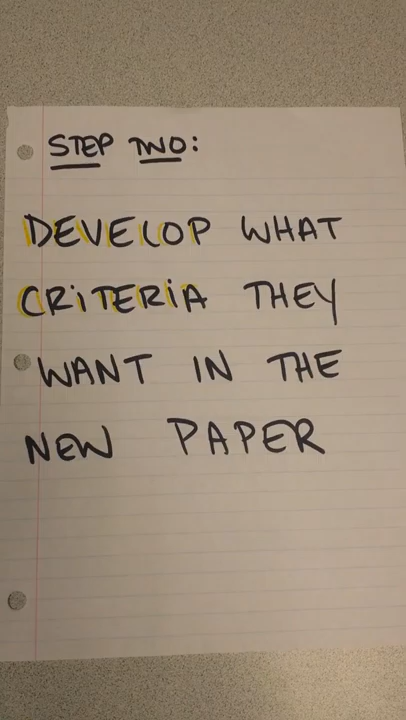 STEP TWO:
DEVELOP WHAT
CRiTERiA THEY
WANT IN THE
NEW PAPER